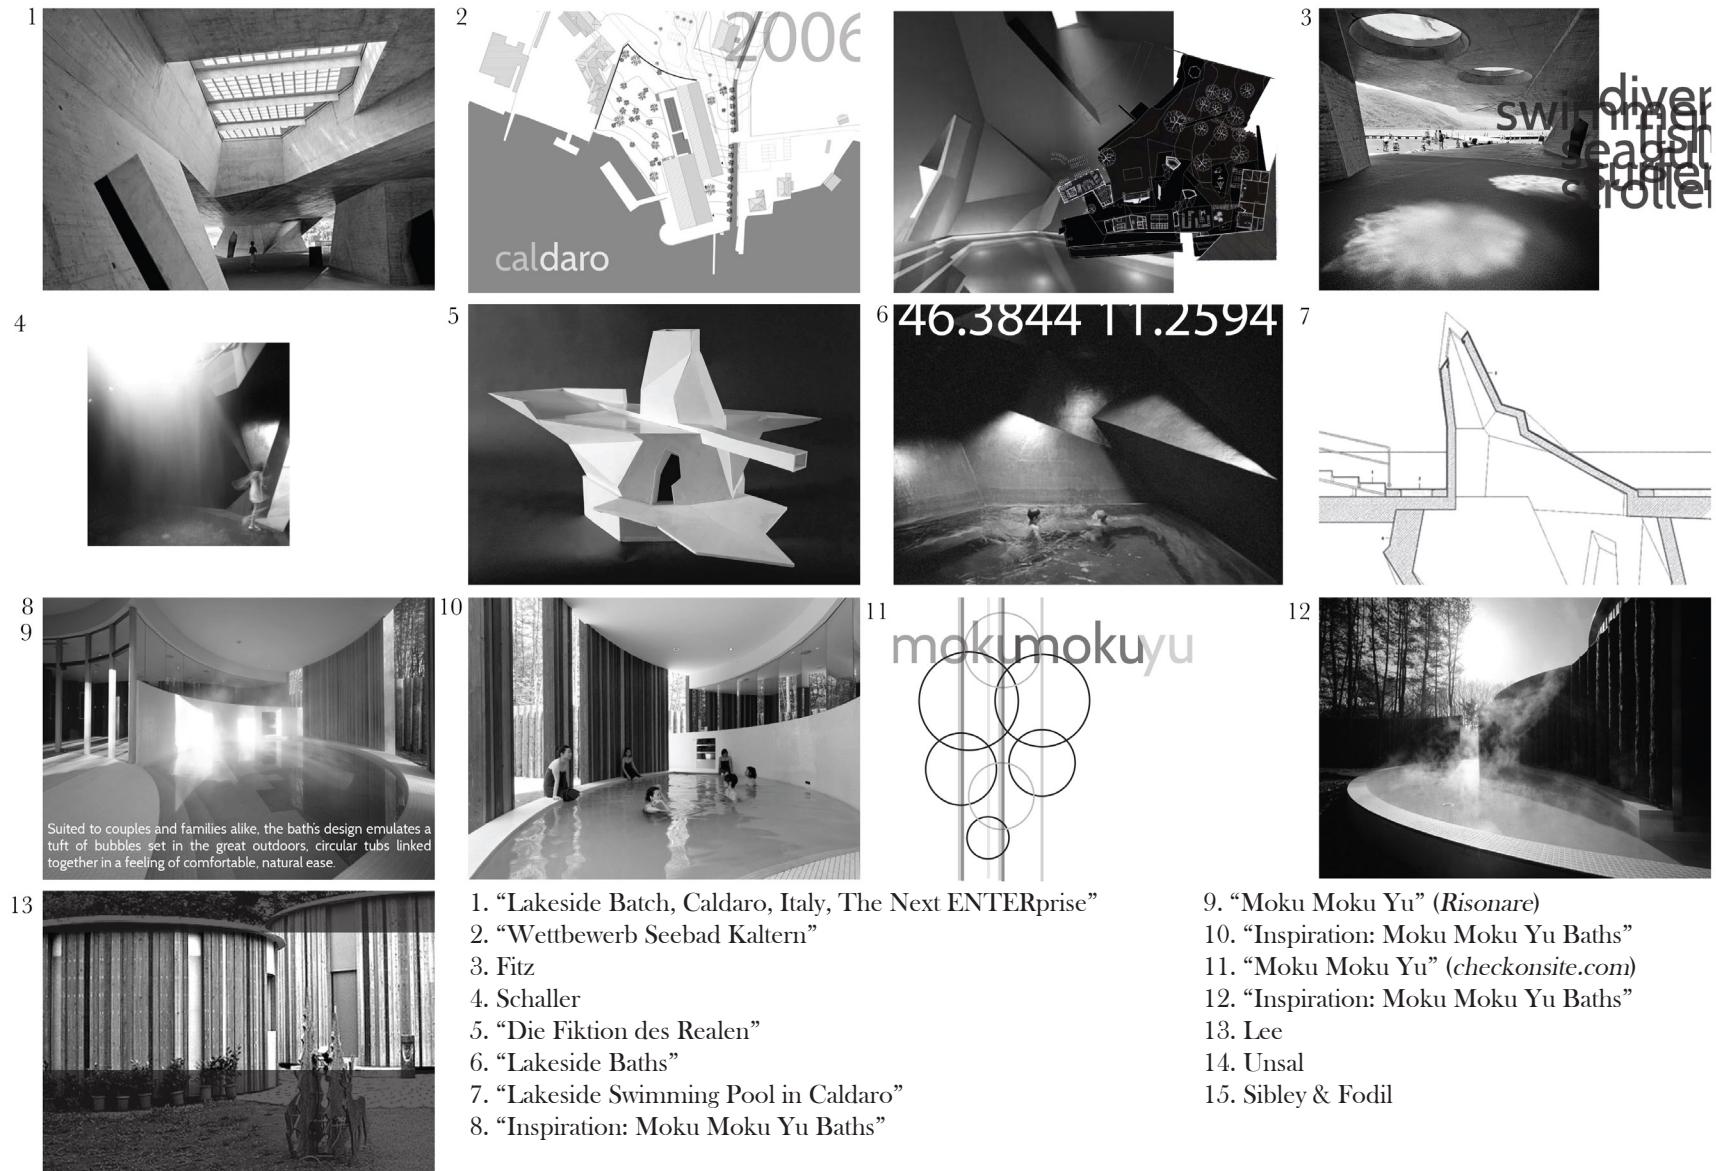 1
2
2006
caldaro
3
diver
swimmer
fish
seagull
strolle
4
5
6
46.3844 11.2594
7
8
9
Suited to couples and families alike, the bath's design emulates a
tuft of bubbles set in the great outdoors, circular tubs linked
together in a feeling of comfortable, natural ease.
10
11
mokumokuyu
12
13
1. “Lakeside Batch, Caldaro, Italy, The Next ENTERprise”
2. “Wettbewerb Seebad Kaltern”
3. Fitz
4. Schaller
5. “Die Fiktion des Realen”
6. “Lakeside Baths”
7. “Lakeside Swimming Pool in Caldaro”
8. “Inspiration: Moku Moku Yu Baths”
9. “Moku Moku Yu” (Risonare)
10. “Inspiration: Moku Moku Yu Baths”
11. “Moku Moku Yu” (checkonsite.com)
12. “Inspiration: Moku Moku Yu Baths”
13. Lee
14. Unsal
15. Sibley & Fodil